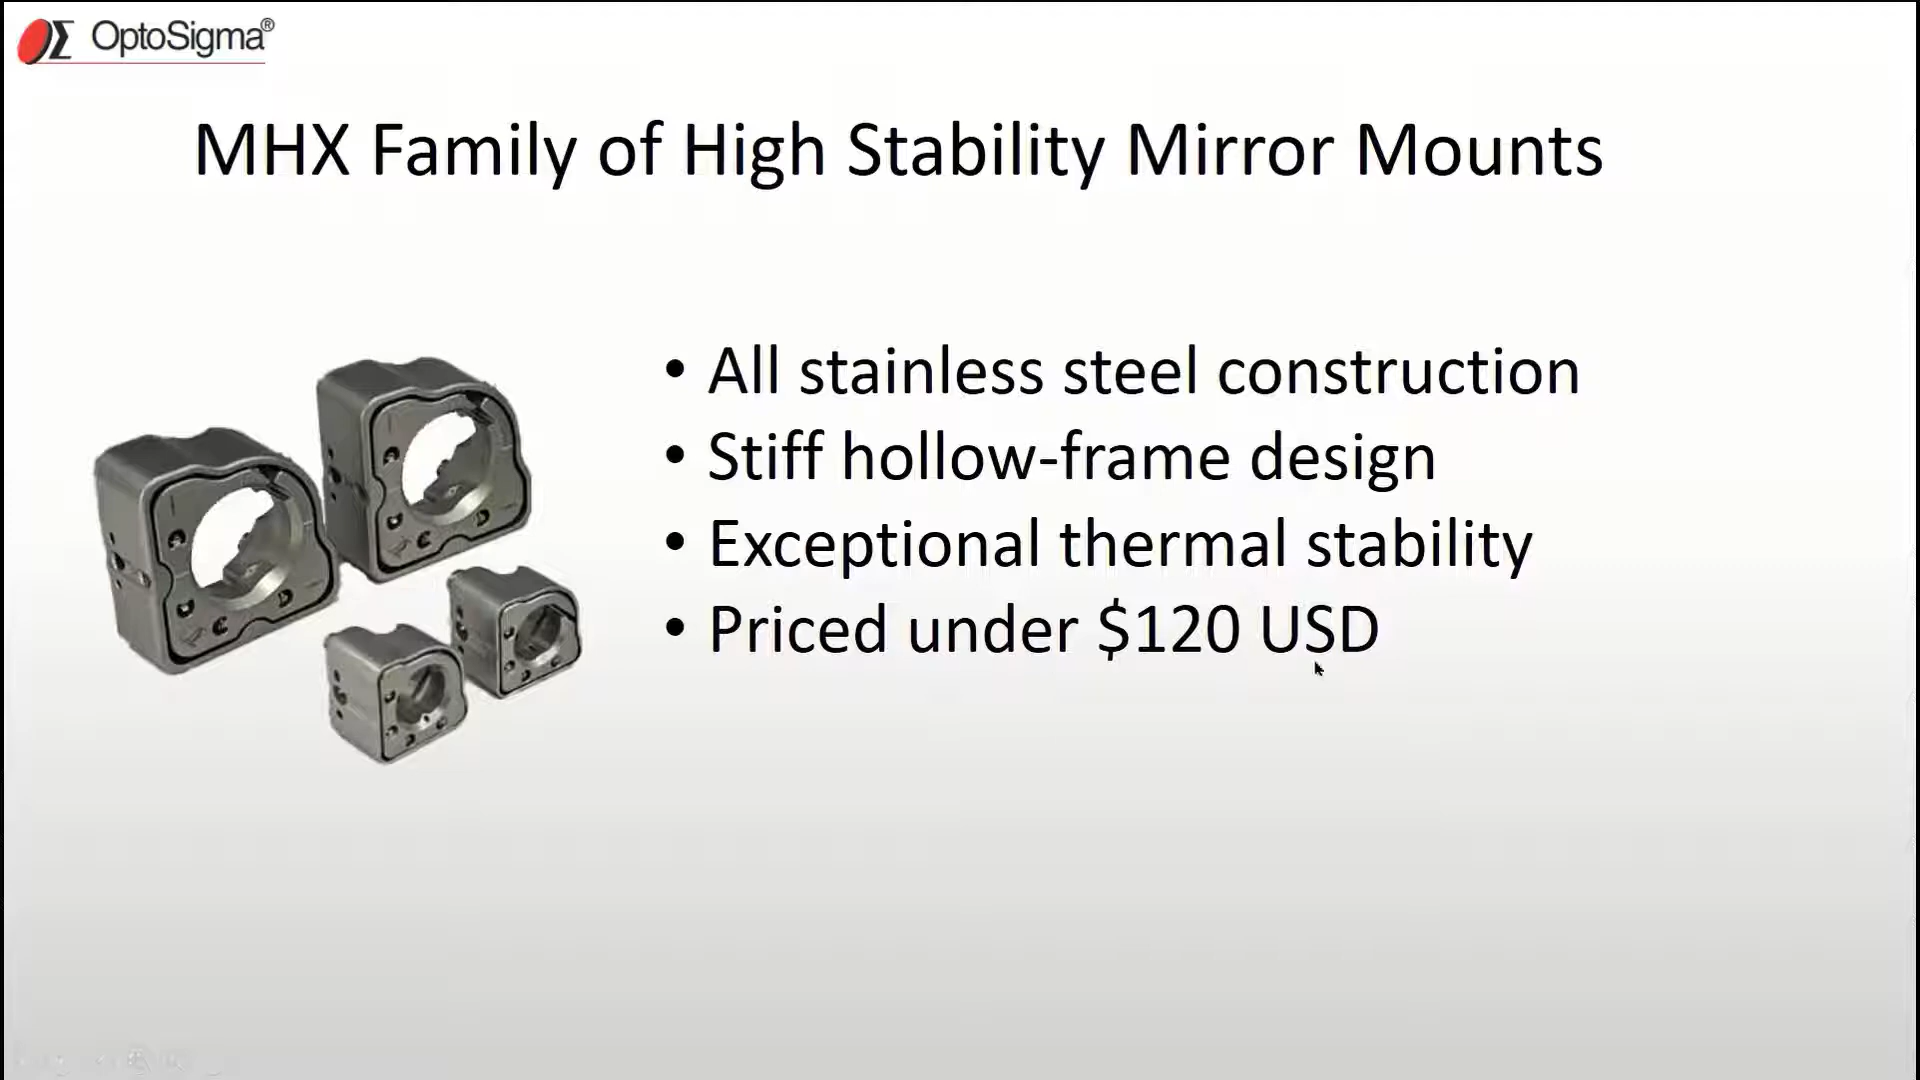 OptoSigma®
MHX Family of High Stability Mirror Mounts
• All stainless steel construction
• Stiff hollow-frame design
• Exceptional thermal stability
• Priced under $120 USD